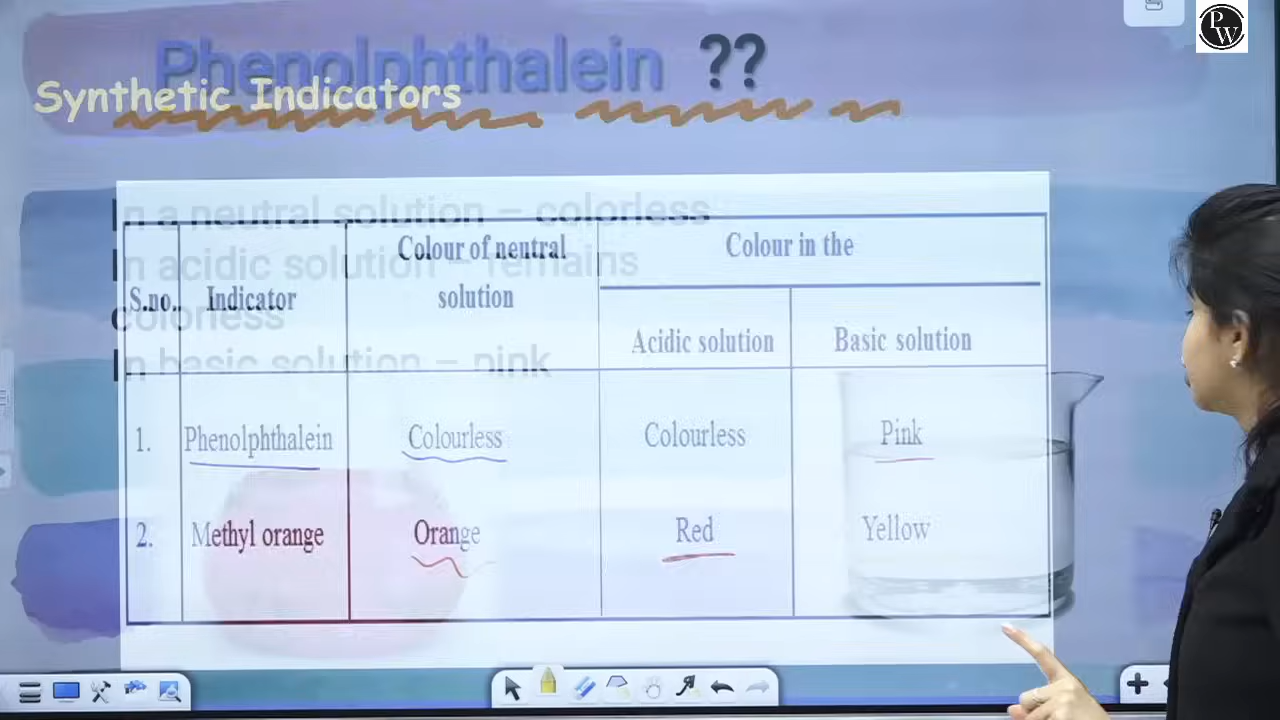 PW
Phenolphthalein ??
Synthetic Indicators
In a neutral solution – colorless
In acidic solution – remains
colorless
In basic solution – pink
S.no.. Indicator Colour of neutral solution Colour in the
Acidic solution Basic solution
1. Phenolphthalein Colourless Colourless Pink
2. Methyl orange Orange Red Yellow